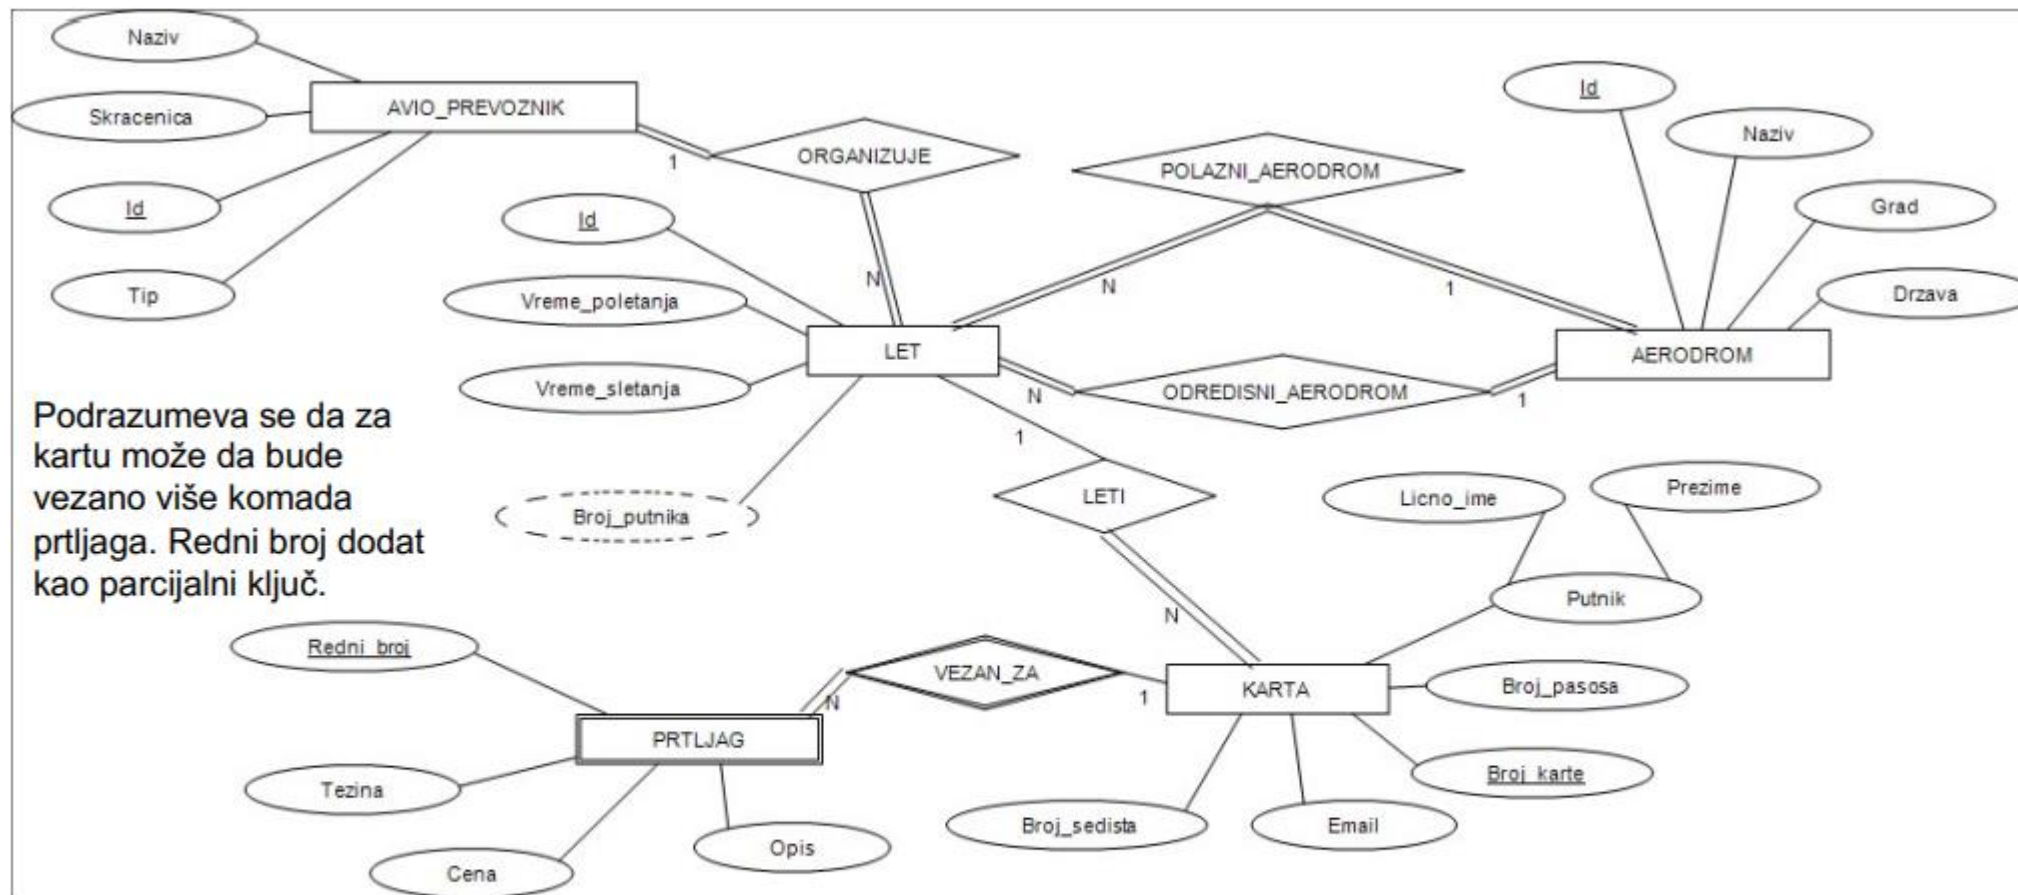 Naziv
AVIO_PREVOZNIK
Skracenica
Id
Tip
1
ORGANIZUJE
N
POLAZNI_AERODROM
N
1
Id
Naziv
Grad
Drzava
AERODROM
Id
Vreme_poletanja
Vreme_sletanja
LET
Broj_putnika
N
ODREDISNI_AERODROM
1
1
LETI
N
Podrazumeva se da za
kartu može da bude
vezano više komada
prtljaga. Redni broj dodat
kao parcijalni ključ.
Licno_ime
Prezime
Putnik
Redni_broj
VEZAN_ZA
N
1
KARTA
Broj_pasosa
PRTLJAG
Broj_karte
Tezina
Cena
Opis
Broj_sedista
Email